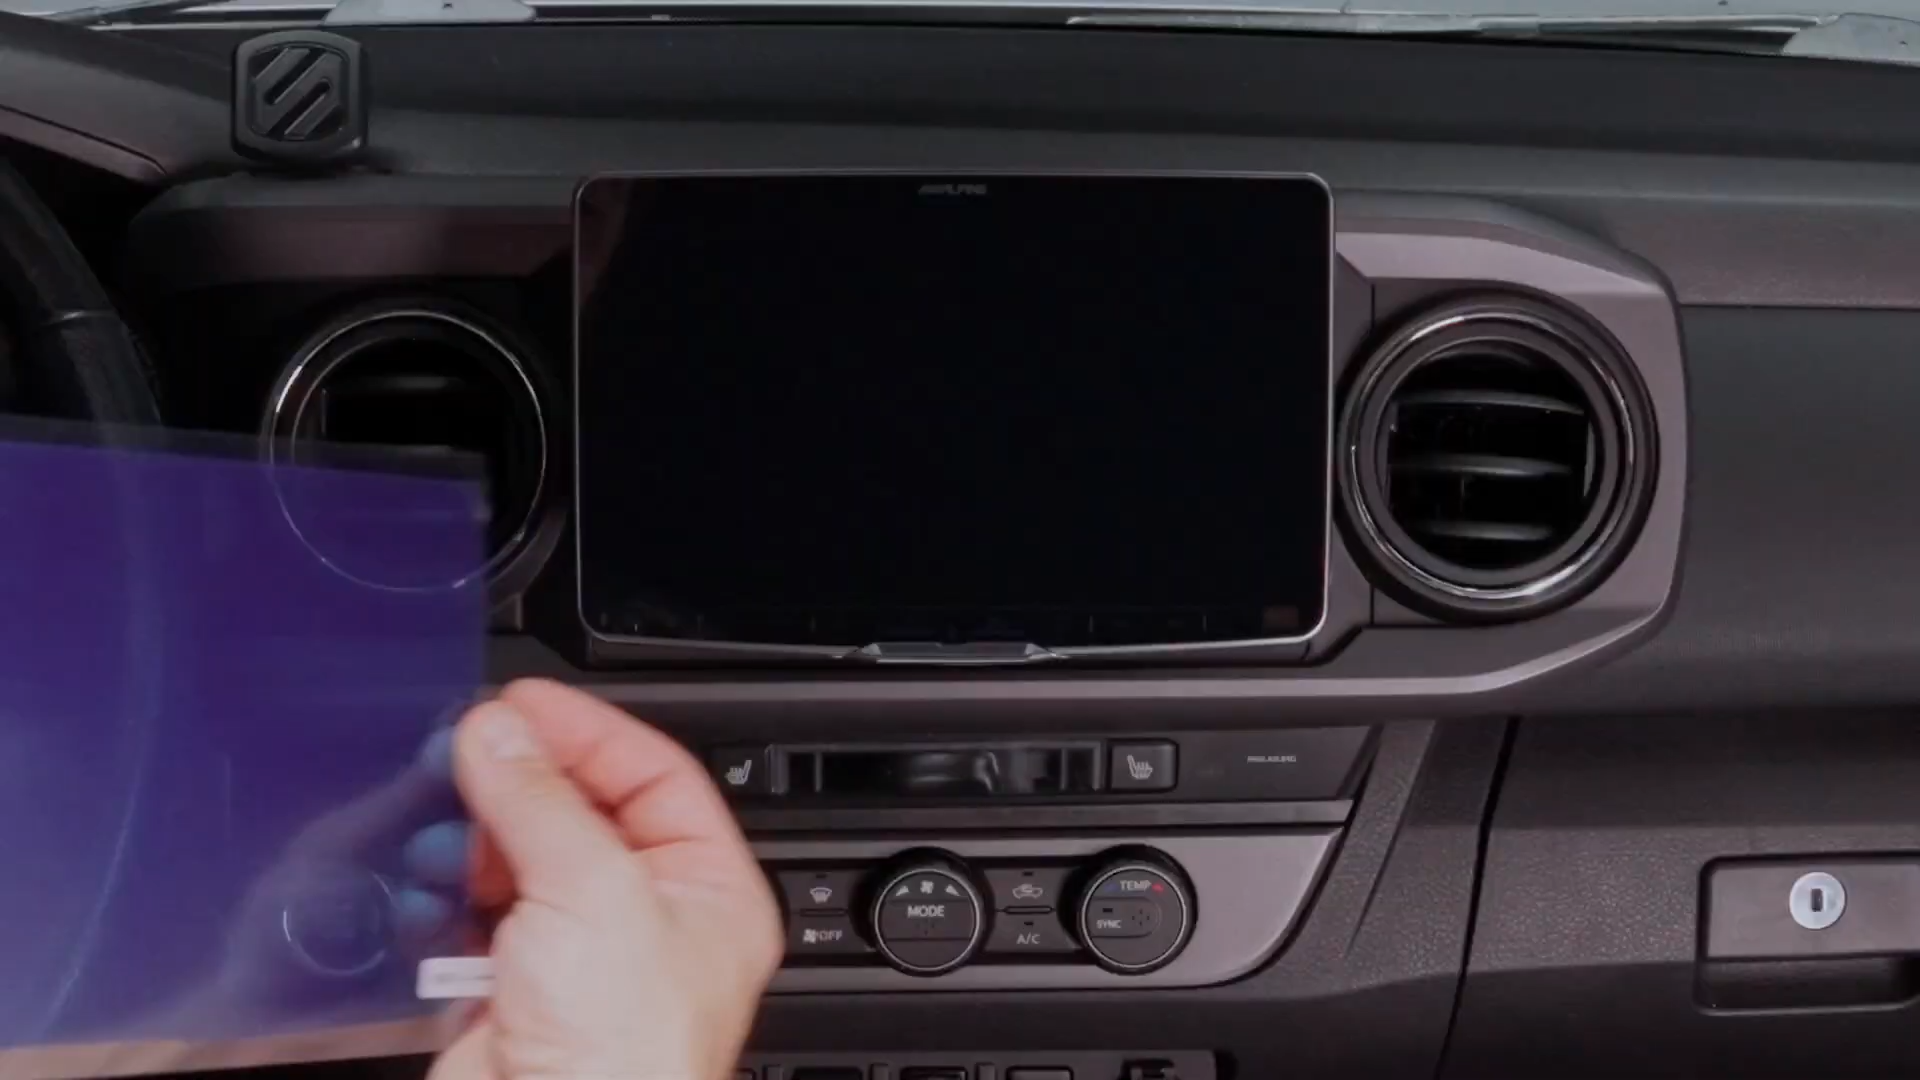 ALPINE
MODE
OFF
A/C
TEMP
SYNC